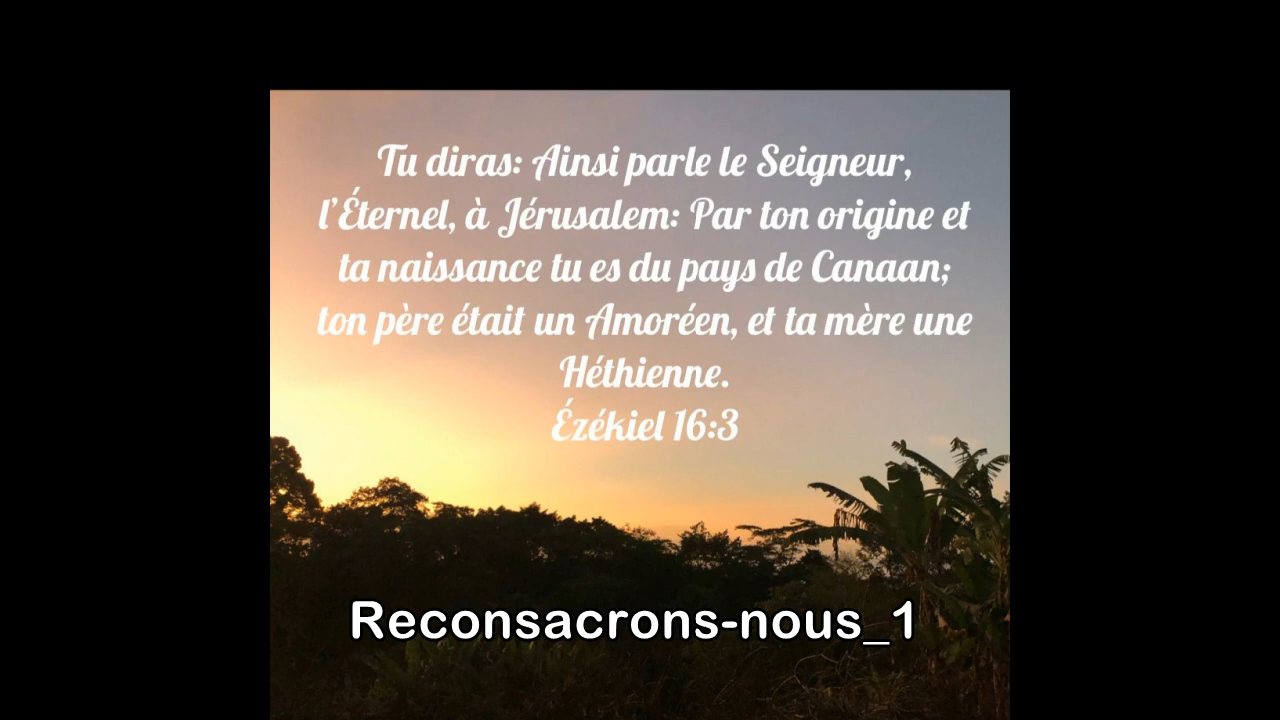 Tu diras: Ainsi parle le Seigneur,
l'Éternel, à Jérusalem: Par ton origine et
ta naissance tu es du pays de Canaan;
ton père était un Amoréen, et ta mère une
Héthienne.
Ézékiel 16:3
Reconsacrons-nous_1